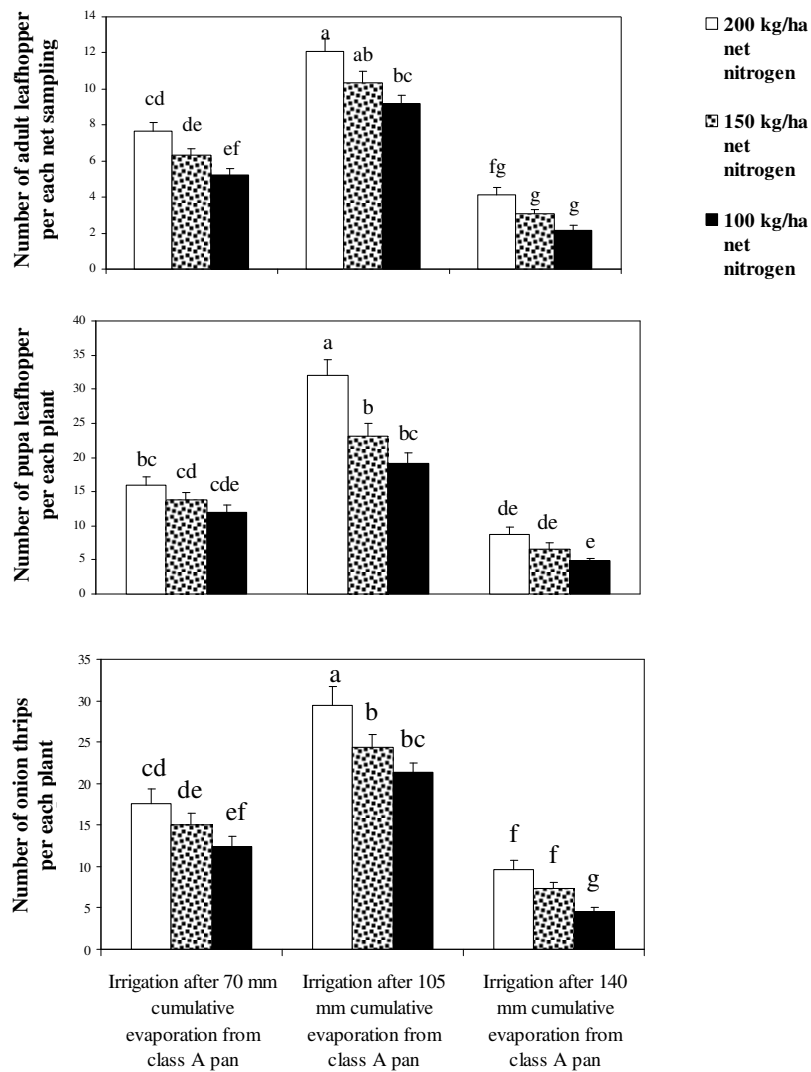 Number of adult leafhopper
per each net sampling
14
12
10
8
6
4
2
0
cd
de
ef
a
ab
bc
fg
g
g
200 kg/ha
net
nitrogen
150 kg/ha
net
nitrogen
100 kg/ha
net
nitrogen
Number of pupa leafhopper
per each plant
40
35
30
25
20
15
10
5
0
bc
cd
cde
a
b
bc
de
de
e
Number of onion thrips
per each plant
35
30
25
20
15
10
5
0
cd
de
ef
a
b
bc
f
f
g
Irrigation after 70 mm
cumulative
evaporation from
class A pan
Irrigation after 105
mm cumulative
evaporation from
class A pan
Irrigation after 140
mm cumulative
evaporation from
class A pan